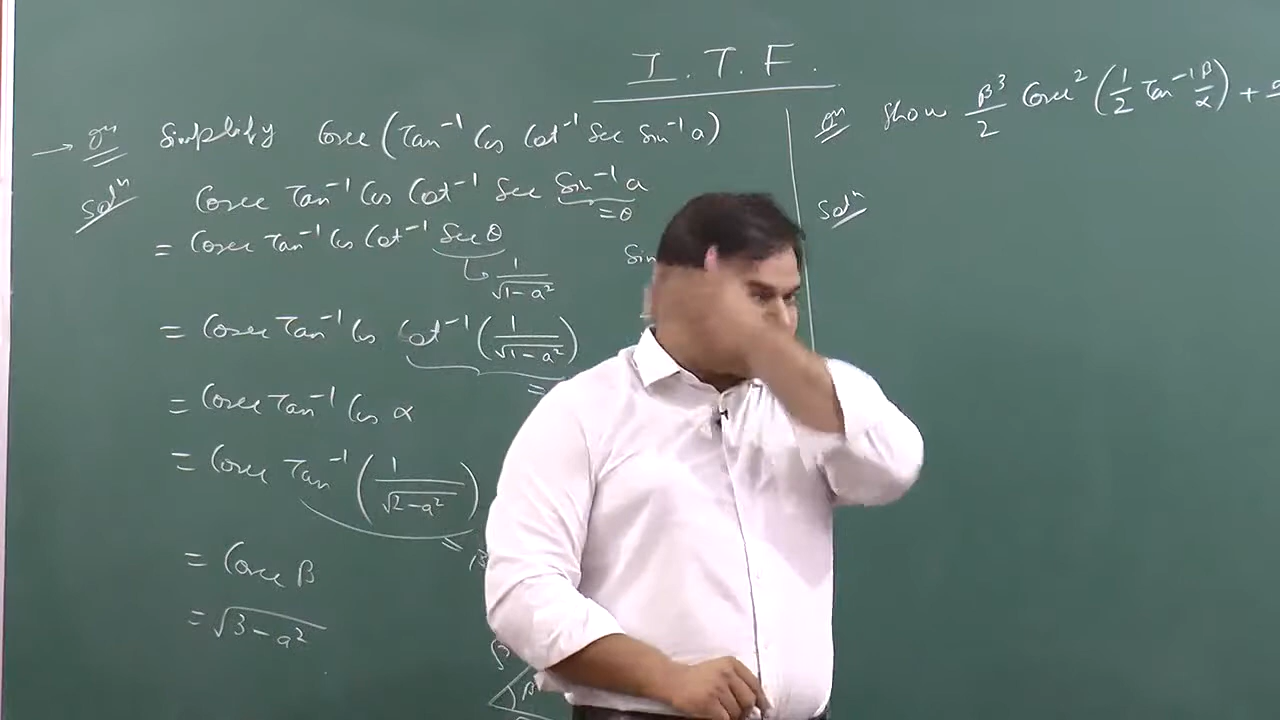 I.T.F.
→ Qⁿ Simplify Cosec (Tan⁻¹ Cos Cot⁻¹ Sec Sin⁻¹ a)
Solⁿ Cosec Tan⁻¹ Cos Cot⁻¹ Sec Sin⁻¹ a
= θ
= Cosec Tan⁻¹ Cos Cot⁻¹ Sec θ
1/√(1-a²)
Sin
= Cosec Tan⁻¹ Cos Cot⁻¹ (1/√(1-a²))
=
= Cosec Tan⁻¹ Cos α
= Cosec Tan⁻¹ (1/√(2-a²))
= β
= Cosec β
= √(3-a²)
Qⁿ Show β³/2 Cosec² (1/2 Tan⁻¹ β/α) +
Solⁿ